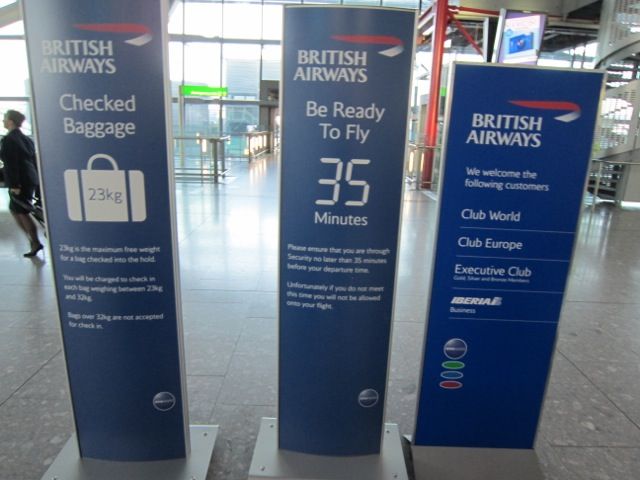 BRITISH
AIRWAYS
Checked
Baggage
23kg
23kg is the maximum free weight
for a bag checked into the hold.
You will be charged to check in
each bag weighing between 23kg
and 32kg.
Bags over 32kg are not accepted
for check in.
BRITISH
AIRWAYS
Be Ready
To Fly
35
Minutes
Please ensure that you are through
Security no later than 35 minutes
before your departure time.
Unfortunately if you do not meet
this time you will not be allowed
onto your flight.
BRITISH
AIRWAYS
We welcome the
following customers
Club World
Club Europe
Executive Club
Gold, Silver and Bronze Members
IBERIA
Business